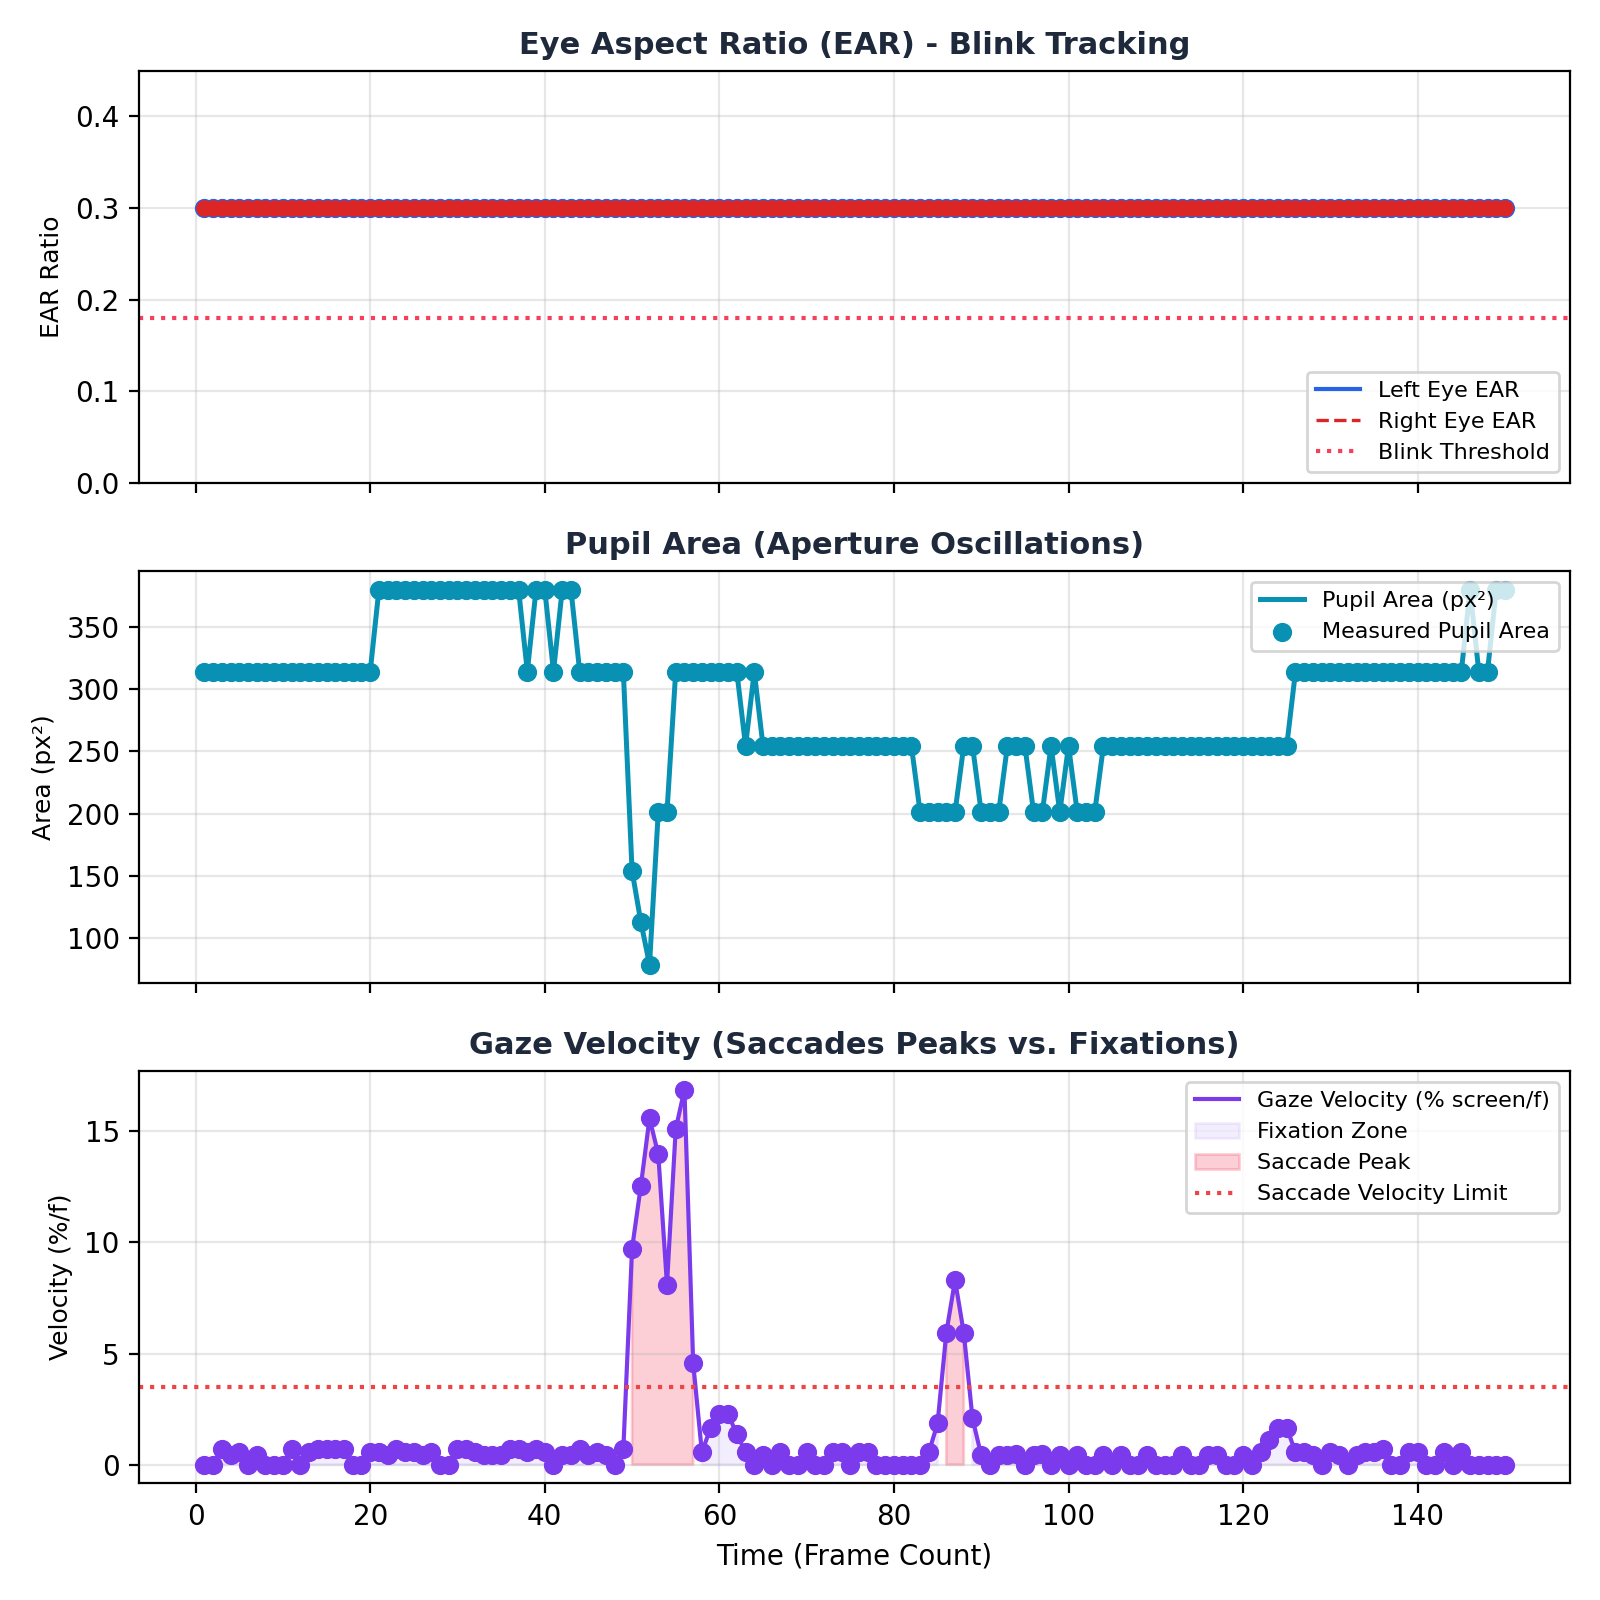 Eye Aspect Ratio (EAR) - Blink Tracking
EAR Ratio
0.4
0.3
0.2
0.1
0.0
Left Eye EAR
Right Eye EAR
Blink Threshold
Pupil Area (Aperture Oscillations)
Area (px²)
350
300
250
200
150
100
Pupil Area (px²)
Measured Pupil Area
Gaze Velocity (Saccades Peaks vs. Fixations)
Velocity (%/f)
15
10
5
0
Gaze Velocity (% screen/f)
Fixation Zone
Saccade Peak
Saccade Velocity Limit
0 20 40 60 80 100 120 140
Time (Frame Count)